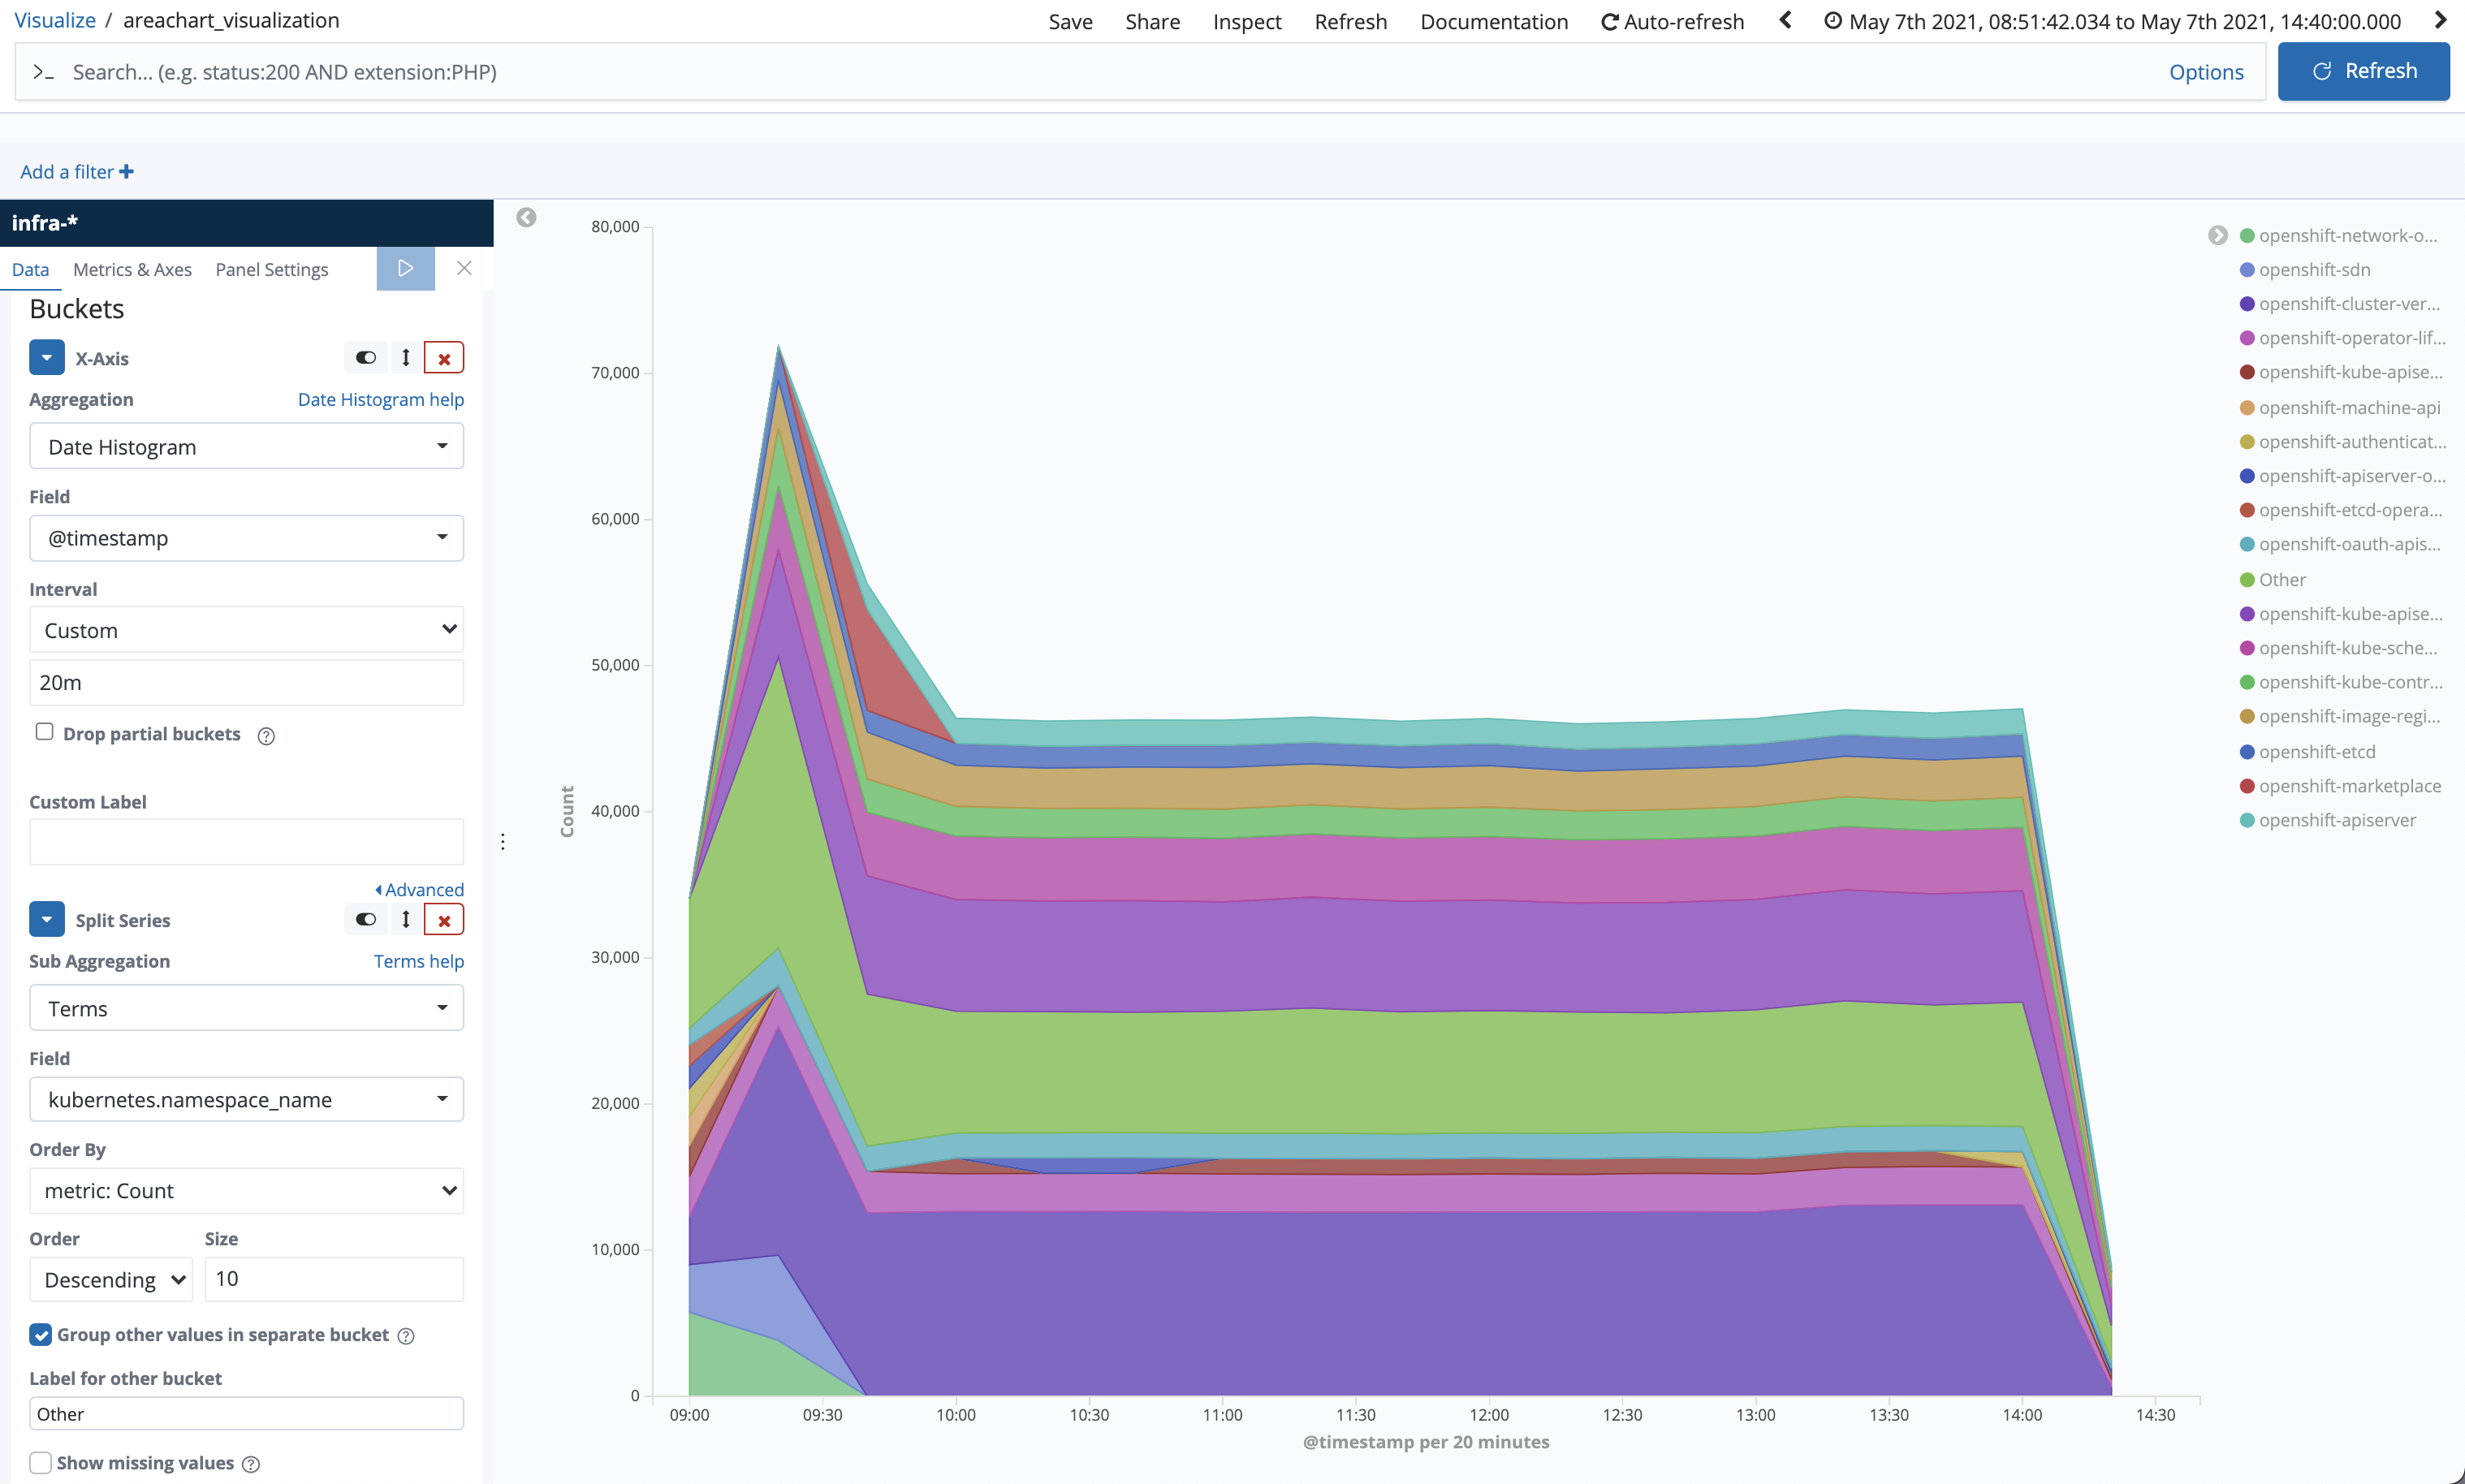 Visualize / areachart_visualization
Save Share Inspect Refresh Documentation Auto-refresh May 7th 2021, 08:51:42.034 to May 7th 2021, 14:40:00.000
>_ Search... (e.g. status:200 AND extension:PHP) Options Refresh
Add a filter +
infra-*
Data Metrics & Axes Panel Settings
Buckets
X-Axis
Aggregation Date Histogram help
Date Histogram
Field
@timestamp
Interval
Custom
20m
Drop partial buckets
Custom Label
Advanced
Split Series
Sub Aggregation Terms help
Terms
Field
kubernetes.namespace_name
Order By
metric: Count
Order Size
Descending 10
Group other values in separate bucket
Label for other bucket
Other
Show missing values
Count
80,000
70,000
60,000
50,000
40,000
30,000
20,000
10,000
0
09:00 09:30 10:00 10:30 11:00 11:30 12:00 12:30 13:00 13:30 14:00 14:30
@timestamp per 20 minutes
openshift-network-o...
openshift-sdn
openshift-cluster-ver...
openshift-operator-lif...
openshift-kube-apise...
openshift-machine-api
openshift-authenticat...
openshift-apiserver-o...
openshift-etcd-opera...
openshift-oauth-apis...
Other
openshift-kube-apise...
openshift-kube-sche...
openshift-kube-contr...
openshift-image-regi...
openshift-etcd
openshift-marketplace
openshift-apiserver